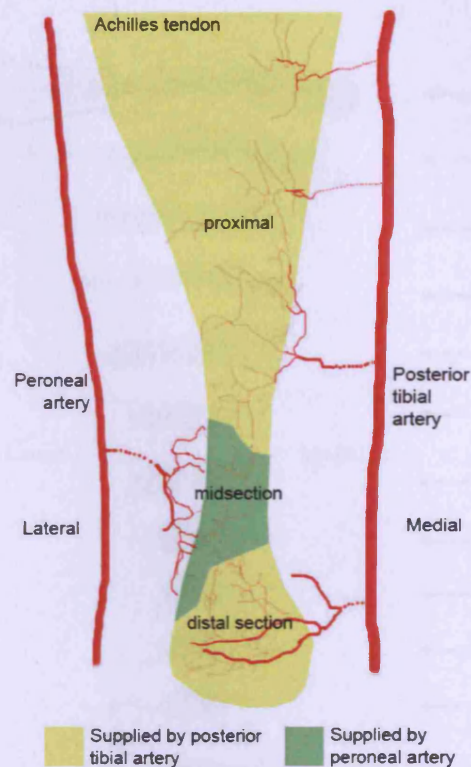 Achilles tendon
proximal
Peroneal
artery
Posterior
tibial
artery
midsection
Lateral
Medial
distal section
Supplied by posterior
tibial artery
Supplied by
peroneal artery